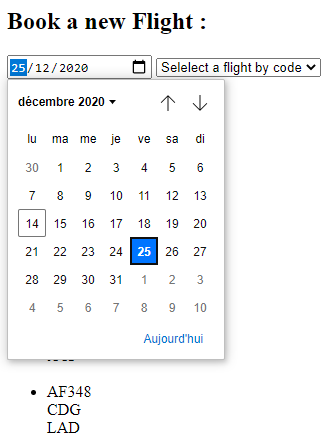 Book a new Flight :
25/12/2020
Selelect a flight by code
décembre 2020
lu ma me je ve sa di
30 1 2 3 4 5 6
7 8 9 10 11 12 13
14 15 16 17 18 19 20
21 22 23 24 25 26 27
28 29 30 31 1 2 3
4 5 6 7 8 9 10
Aujourd'hui
AF348
CDG
LAD